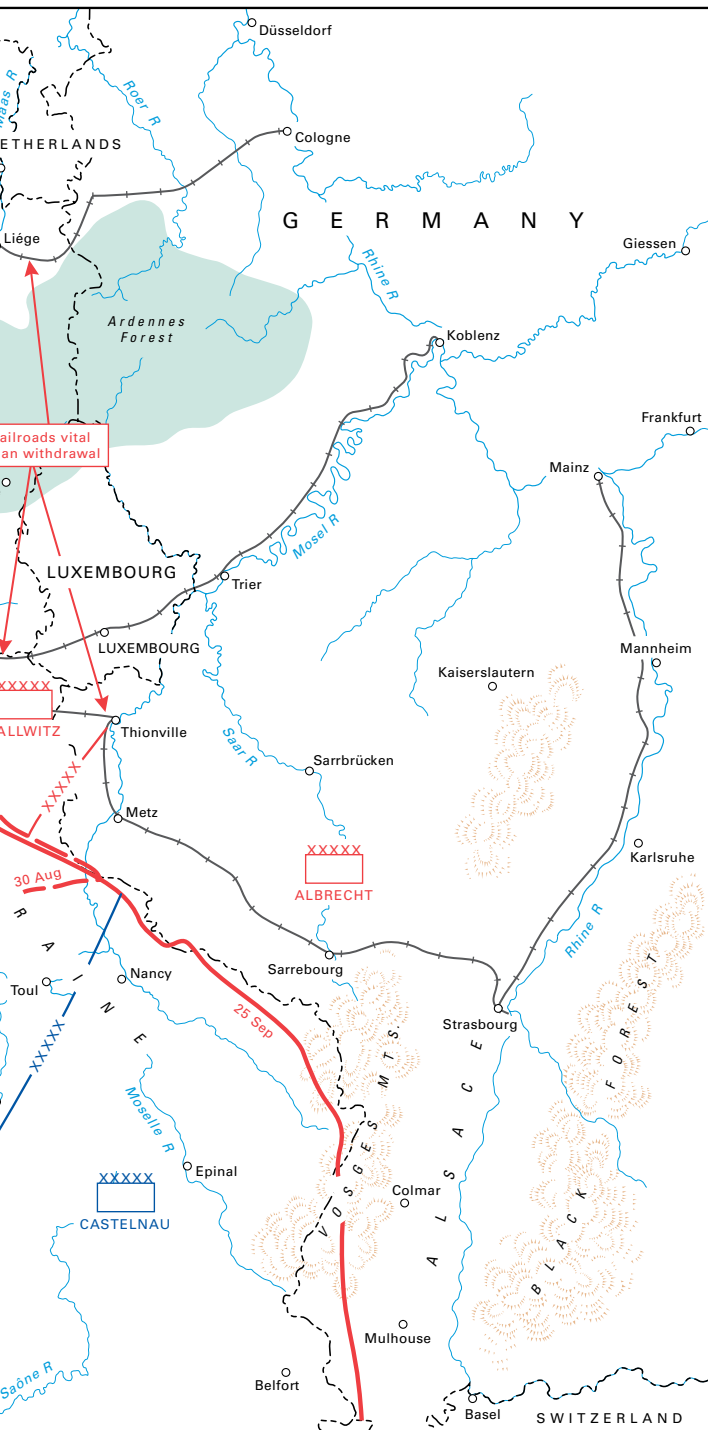 Düsseldorf
Maas R
Roer R
Cologne
ETHERLANDS
GERMANY
Liége
Giessen
Rhine R
Ardennes
Forest
Koblenz
Frankfurt
ailroads vital
an withdrawal
Mainz
Mosel R
LUXEMBOURG
Trier
LUXEMBOURG
Mannheim
Kaiserslautern
XXXXX
ALLWITZ
Thionville
Saar R
Sarrbrücken
XXXXX
Metz
XXXXX
ALBRECHT
Karlsruhe
30 Aug
RAINE
Rhine R
Sarrebourg
Nancy
Toul
25 Sep
Strasbourg
BLACK FOREST
VOSGES MTS
ALSACE
XXXXX
Moselle R
Epinal
XXXXX
CASTELNAU
Colmar
Mulhouse
Saône R
Belfort
Basel
SWITZERLAND